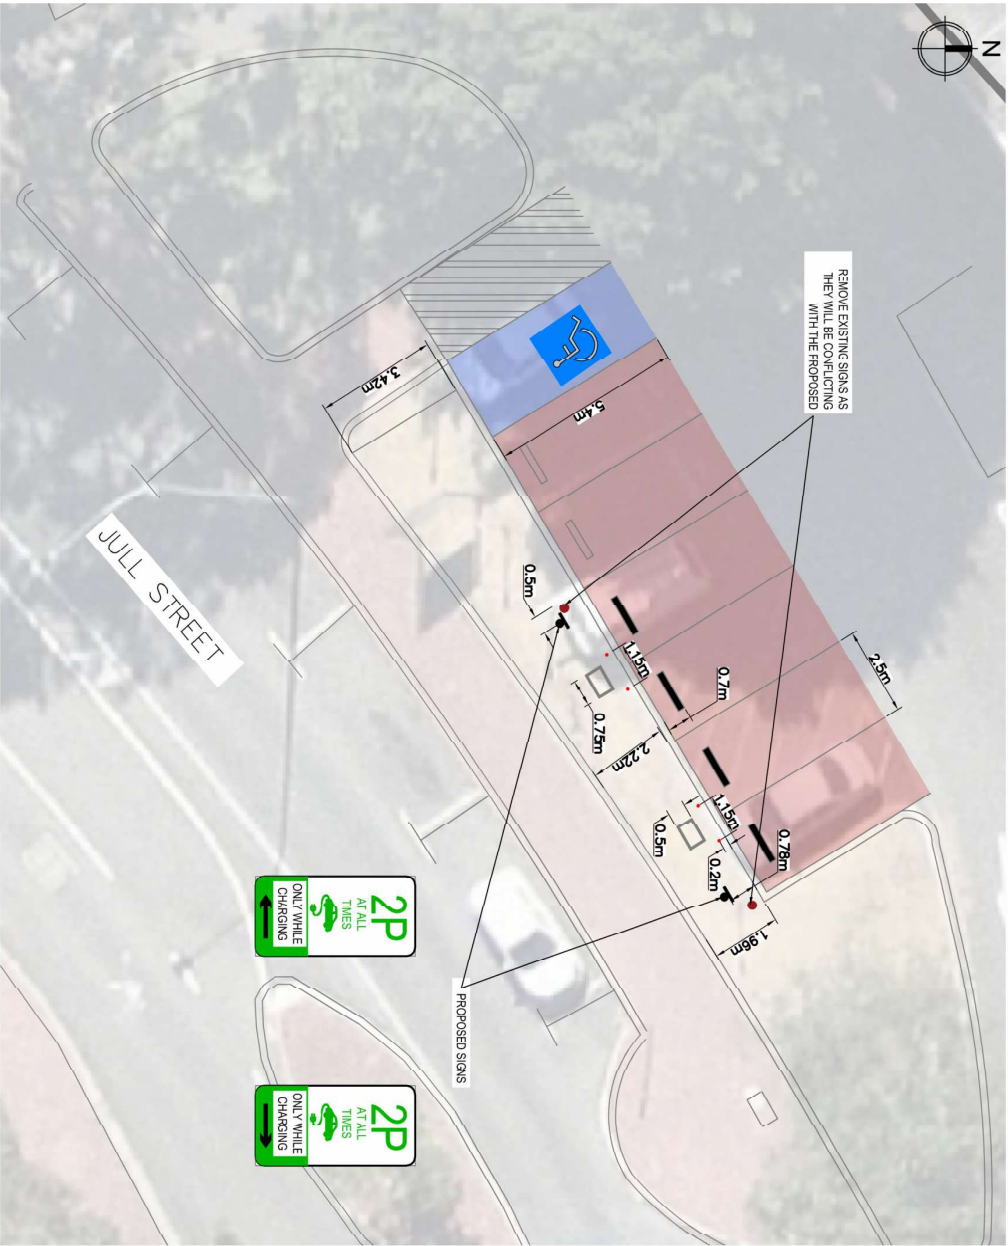 N
REMOVE EXISTING SIGNS AS
THEY WILL BE CONFLICTING
WITH THE PROPOSED
3.42m
5.4m
2.5m
0.5m
1.15m
0.7m
0.75m
2.22m
1.15m
0.5m
0.78m
0.2m
1.96m
JULL STREET
PROPOSED SIGNS
2P
AT ALL
TIMES
ONLY WHILE
CHARGING
2P
AT ALL
TIMES
ONLY WHILE
CHARGING